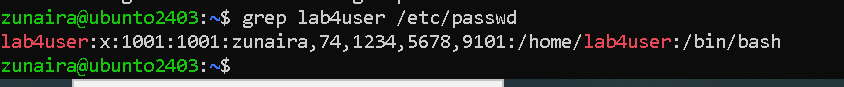 zunaira@ubunto2403:~$ grep lab4user /etc/passwd
lab4user:x:1001:1001:zunaira,74,1234,5678,9101:/home/lab4user:/bin/bash
zunaira@ubunto2403:~$